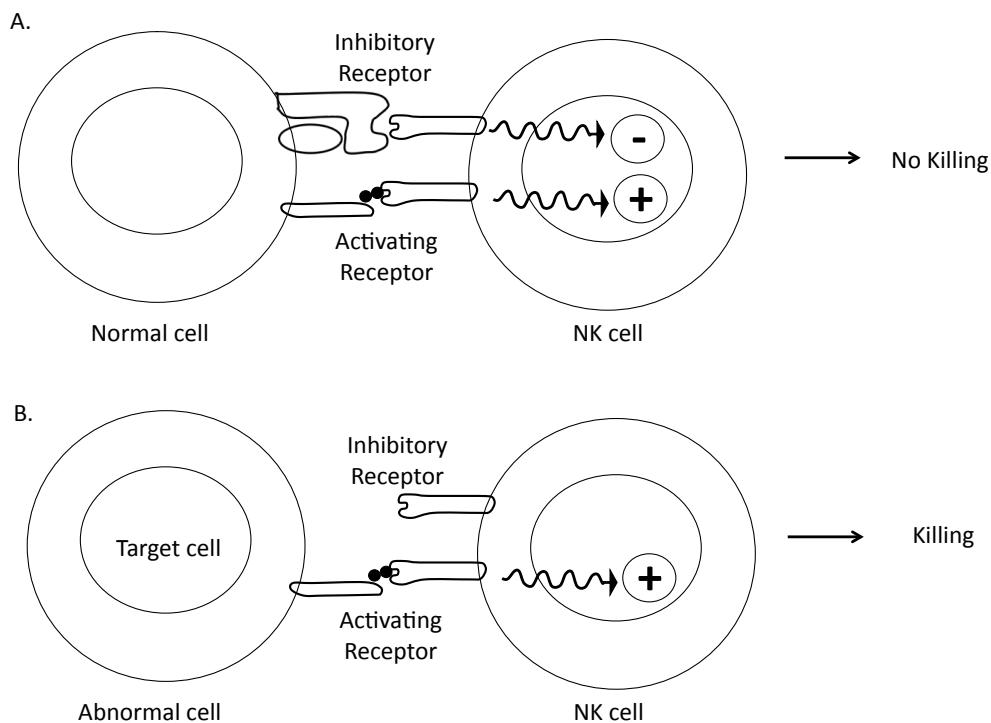 A.
Inhibitory
Receptor
-
+
No Killing
Activating
Receptor
Normal cell
NK cell
B.
Inhibitory
Receptor
Target cell
Killing
+
Activating
Receptor
Abnormal cell
NK cell